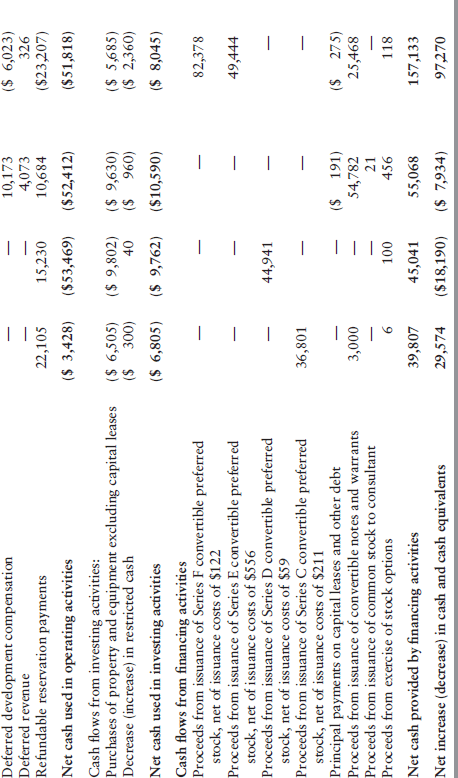 Deferred development compensation — — 10,173 ($ 6,023)
Deferred revenue — — 4,073 326
Refundable reservation payments 22,105 15,230 10,684 ($23,207)
Net cash used in operating activities ($ 3,428) ($53,469) ($52,412) ($51,818)
Cash flows from investing activities:
Purchases of property and equipment excluding capital leases ($ 6,505) ($ 9,802) ($ 9,630) ($ 5,685)
Decrease (increase) in restricted cash ($ 300) 40 ($ 960) ($ 2,360)
Net cash used in investing activities ($ 6,805) ($ 9,762) ($10,590) ($ 8,045)
Cash flows from financing activities
Proceeds from issuance of Series F convertible preferred
stock, net of issuance costs of $122 — — — 82,378
Proceeds from issuance of Series E convertible preferred
stock, net of issuance costs of $556 — — — 49,444
Proceeds from issuance of Series D convertible preferred
stock, net of issuance costs of $59 — 44,941 — —
Proceeds from issuance of Series C convertible preferred
stock, net of issuance costs of $211 36,801 — — —
Principal payments on capital leases and other debt — — ($ 191) ($ 275)
Proceeds from issuance of convertible notes and warrants 3,000 — 54,782 25,468
Proceeds from issuance of common stock to consultant — — 21 —
Proceeds from exercise of stock options 6 100 456 118
Net cash provided by financing activities 39,807 45,041 55,068 157,133
Net increase (decrease) in cash and cash equivalents 29,574 ($18,190) ($ 7,934) 97,270